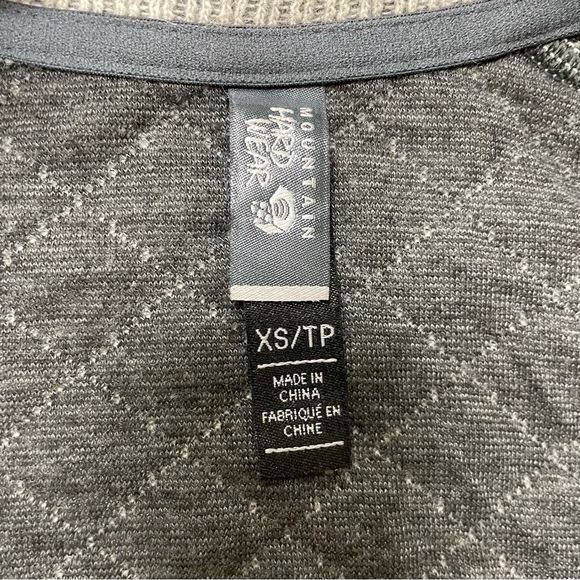 MOUNTAIN
HARD
WEAR
XS/TP
MADE IN
CHINA
FABRIQUÉ EN
CHINE